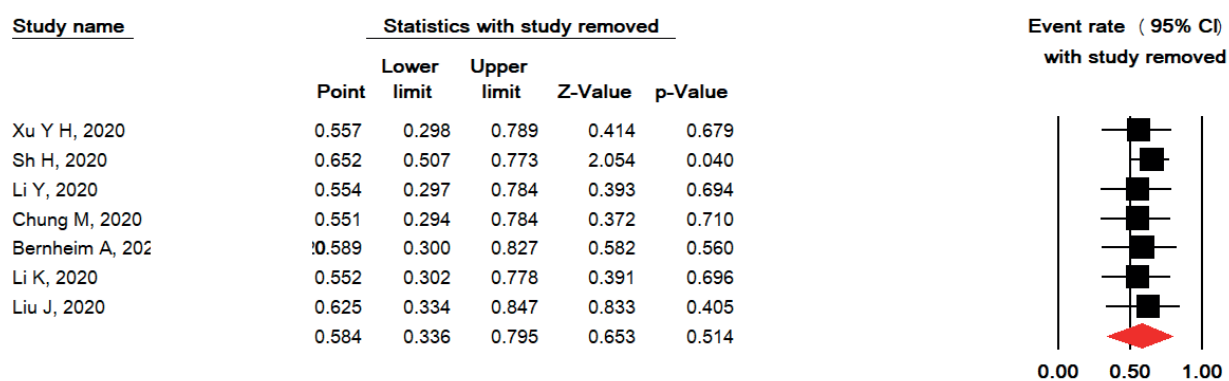 Study name Statistics with study removed Event rate ( 95% CI)
with study removed
Lower Upper
Point limit limit Z-Value p-Value
Xu Y H, 2020 0.557 0.298 0.789 0.414 0.679
Sh H, 2020 0.652 0.507 0.773 2.054 0.040
Li Y, 2020 0.554 0.297 0.784 0.393 0.694
Chung M, 2020 0.551 0.294 0.784 0.372 0.710
Bernheim A, 202 0.589 0.300 0.827 0.582 0.560
Li K, 2020 0.552 0.302 0.778 0.391 0.696
Liu J, 2020 0.625 0.334 0.847 0.833 0.405
0.584 0.336 0.795 0.653 0.514
0.00 0.50 1.00